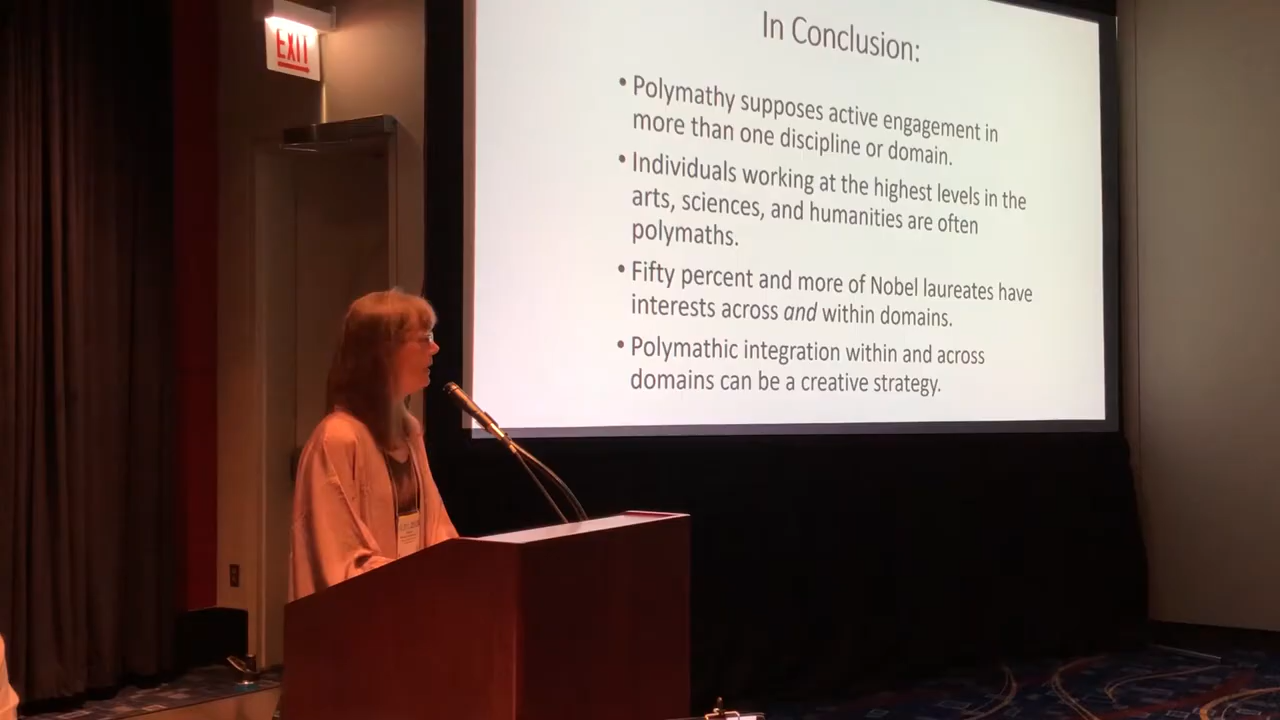 EXIT
In Conclusion:
• Polymathy supposes active engagement in
more than one discipline or domain.
• Individuals working at the highest levels in the
arts, sciences, and humanities are often
polymaths.
• Fifty percent and more of Nobel laureates have
interests across and within domains.
• Polymathic integration within and across
domains can be a creative strategy.